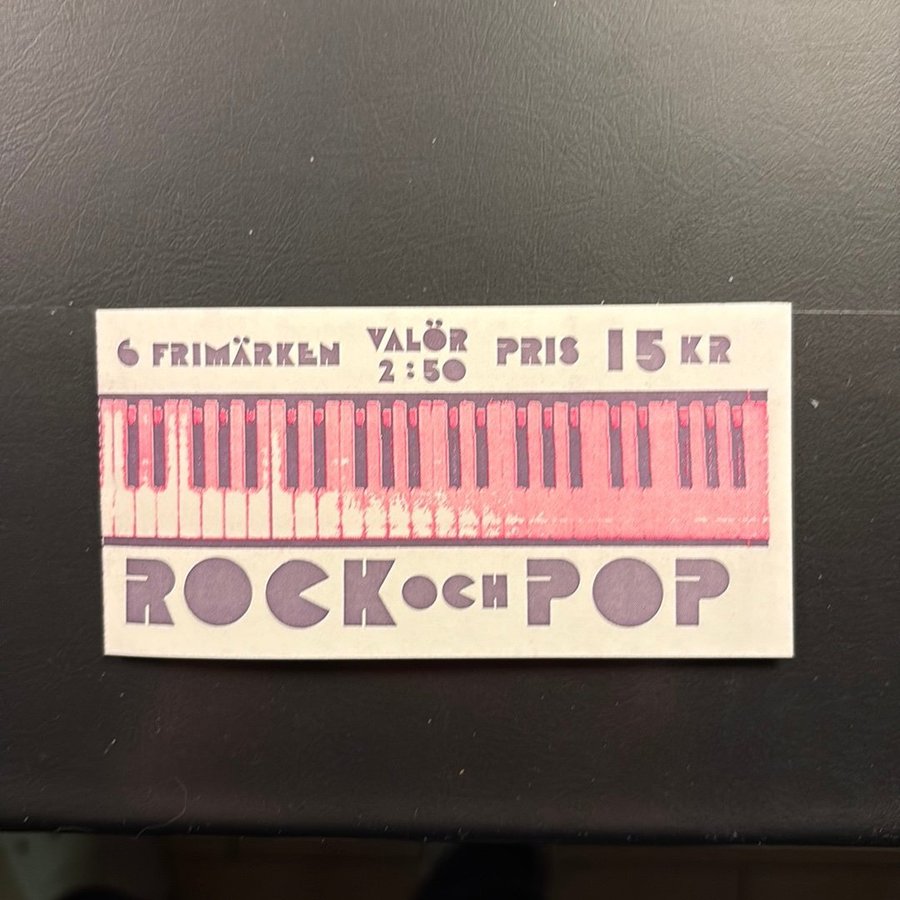 6 FRIMÄRKEN VALÖR 2:50 PRIS 15 KR
ROCK OCH POP